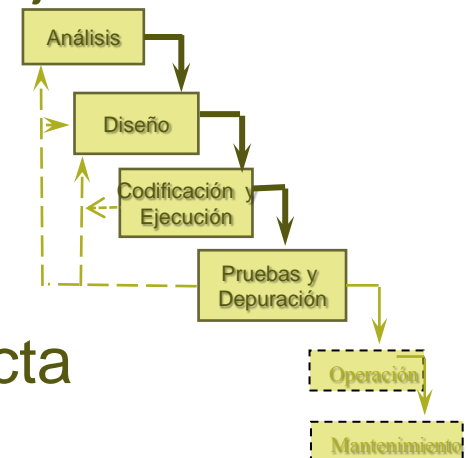 Análisis
Diseño
Codificación y
Ejecución
Pruebas y
Depuración
cta
Operación
Mantenimiento